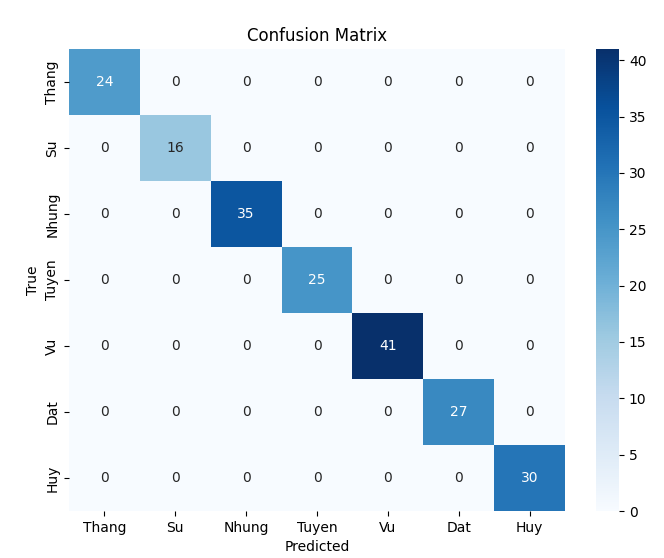 Confusion Matrix
Thang 24 0 0 0 0 0 0
Su 0 16 0 0 0 0 0
Nhung 0 0 35 0 0 0 0
Tuyen 0 0 0 25 0 0 0
Vu 0 0 0 0 41 0 0
Dat 0 0 0 0 0 27 0
Huy 0 0 0 0 0 0 30
True
Thang Su Nhung Tuyen Vu Dat Huy
Predicted
40
35
30
25
20
15
10
5
0